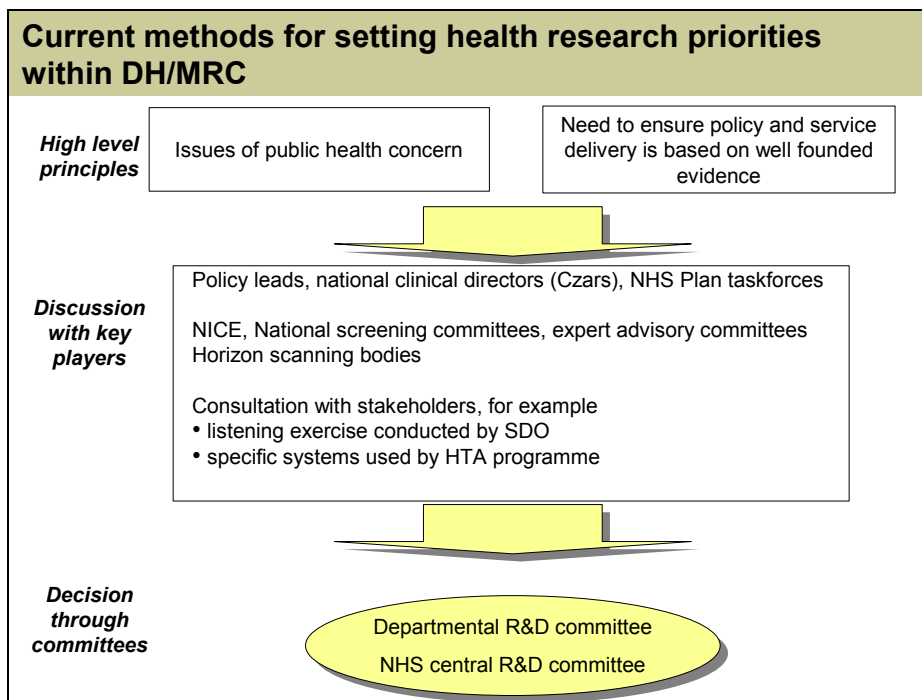 Current methods for setting health research priorities
within DH/MRC
High level
principles
Issues of public health concern
Need to ensure policy and service
delivery is based on well founded
evidence
Discussion
with key
players
Policy leads, national clinical directors (Czars), NHS Plan taskforces
NICE, National screening committees, expert advisory committees
Horizon scanning bodies
Consultation with stakeholders, for example
• listening exercise conducted by SDO
• specific systems used by HTA programme
Decision
through
committees
Departmental R&D committee
NHS central R&D committee